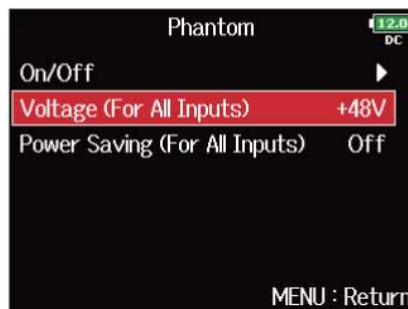 Phantom
12.0
DC
On/Off
Voltage (For All Inputs) +48V
Power Saving (For All Inputs) Off
MENU : Return